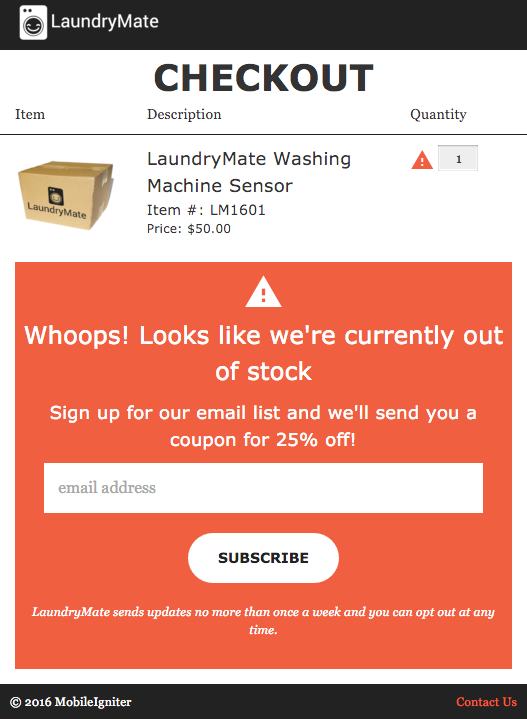 LaundryMate
CHECKOUT
Item Description Quantity
LaundryMate Washing
Machine Sensor
Item #: LM1601
Price: $50.00
1
LaundryMate
Whoops! Looks like we're currently out
of stock
Sign up for our email list and we'll send you a
coupon for 25% off!
email address
SUBSCRIBE
LaundryMate sends updates no more than once a week and you can opt out at any
time.
© 2016 MobileIgniter Contact Us